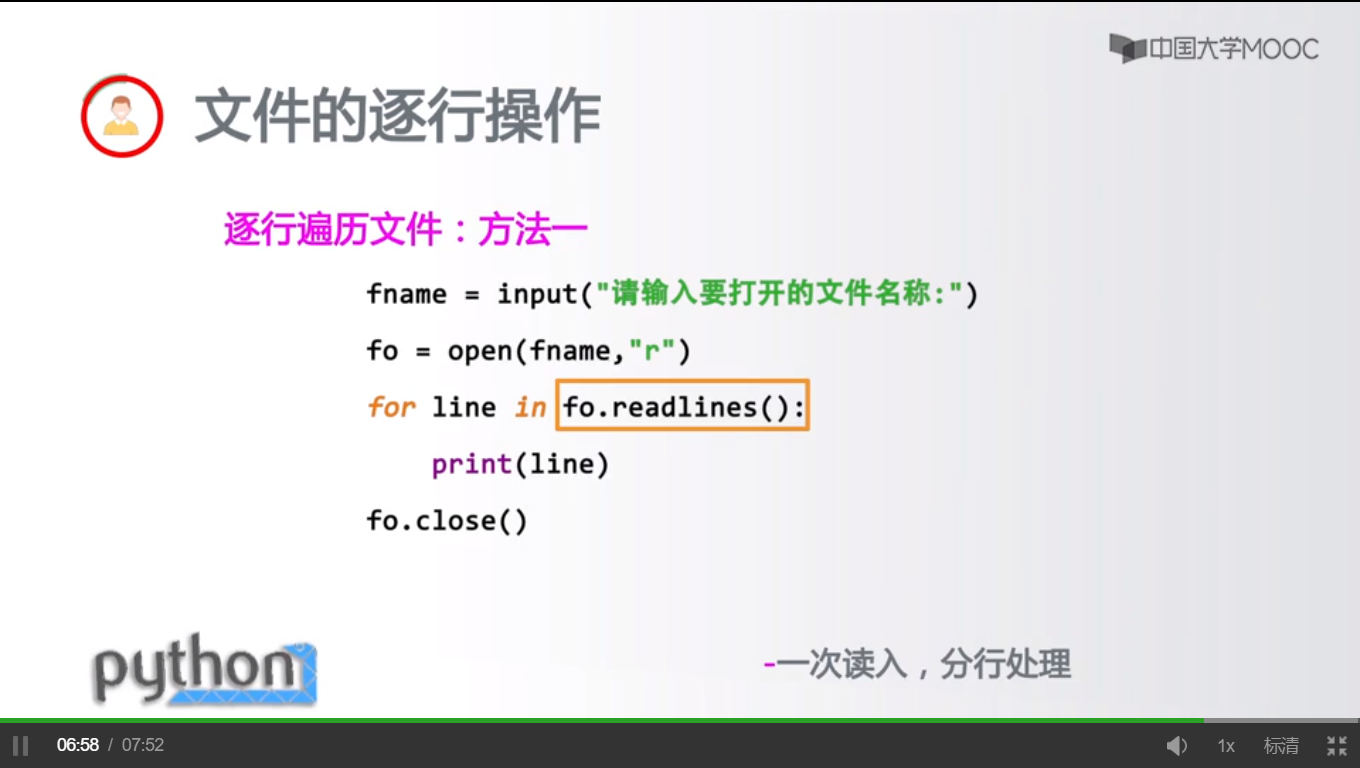 中国大学MOOC
文件的逐行操作
逐行遍历文件：方法一
fname = input("请输入要打开的文件名称:")
fo = open(fname,"r")
for line in fo.readlines():
    print(line)
fo.close()
python
-一次读入，分行处理
06:58 / 07:52
1x
标清